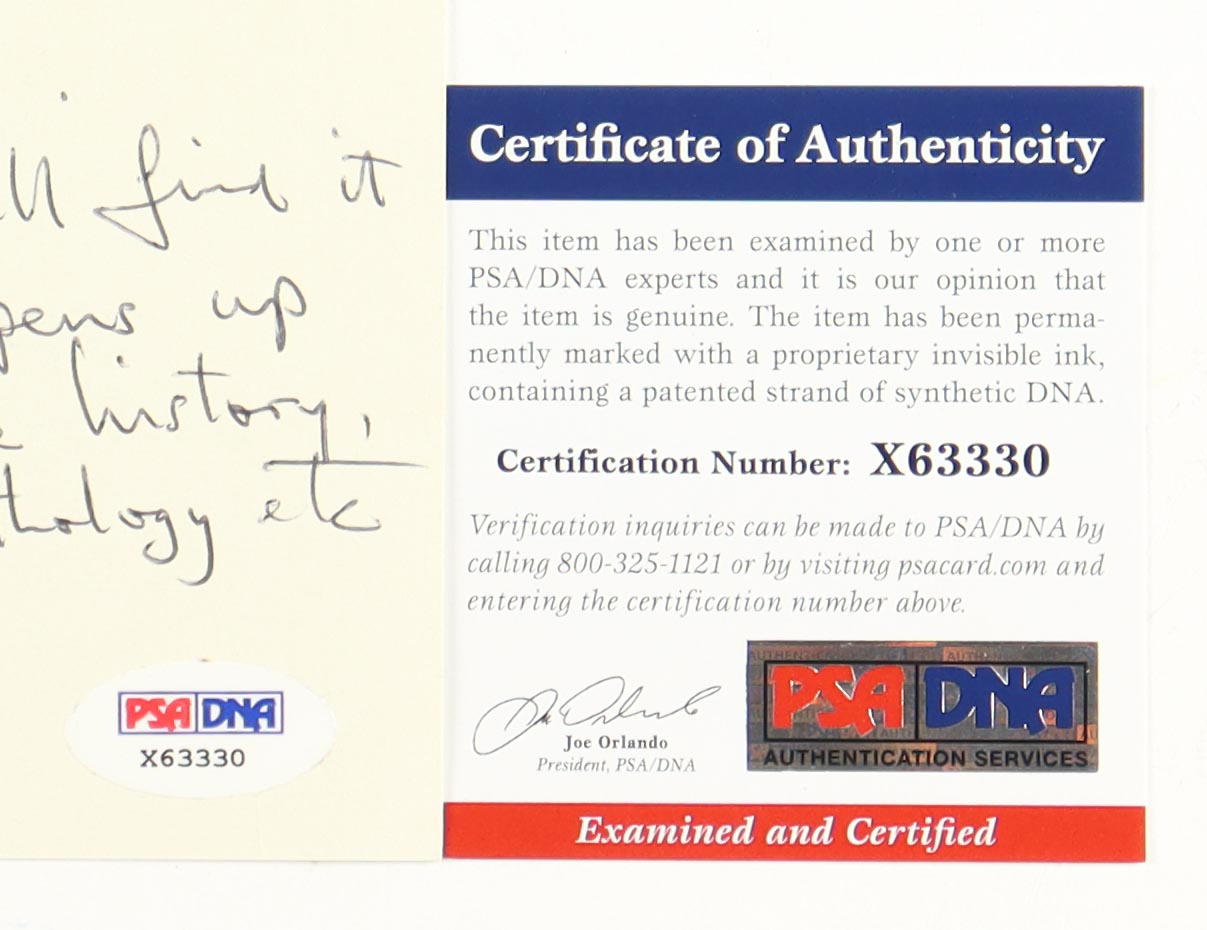 ll find it
pens up
e history,
thology etc
PSA DNA
X63330
Certificate of Authenticity
This item has been examined by one or more
PSA/DNA experts and it is our opinion that
the item is genuine. The item has been perma-
nently marked with a proprietary invisible ink,
containing a patented strand of synthetic DNA.
Certification Number: X63330
Verification inquiries can be made to PSA/DNA by
calling 800-325-1121 or by visiting psacard.com and
entering the certification number above.
Joe Orlando
President, PSA/DNA
PSA DNA
AUTHENTICATION SERVICES
Examined and Certified